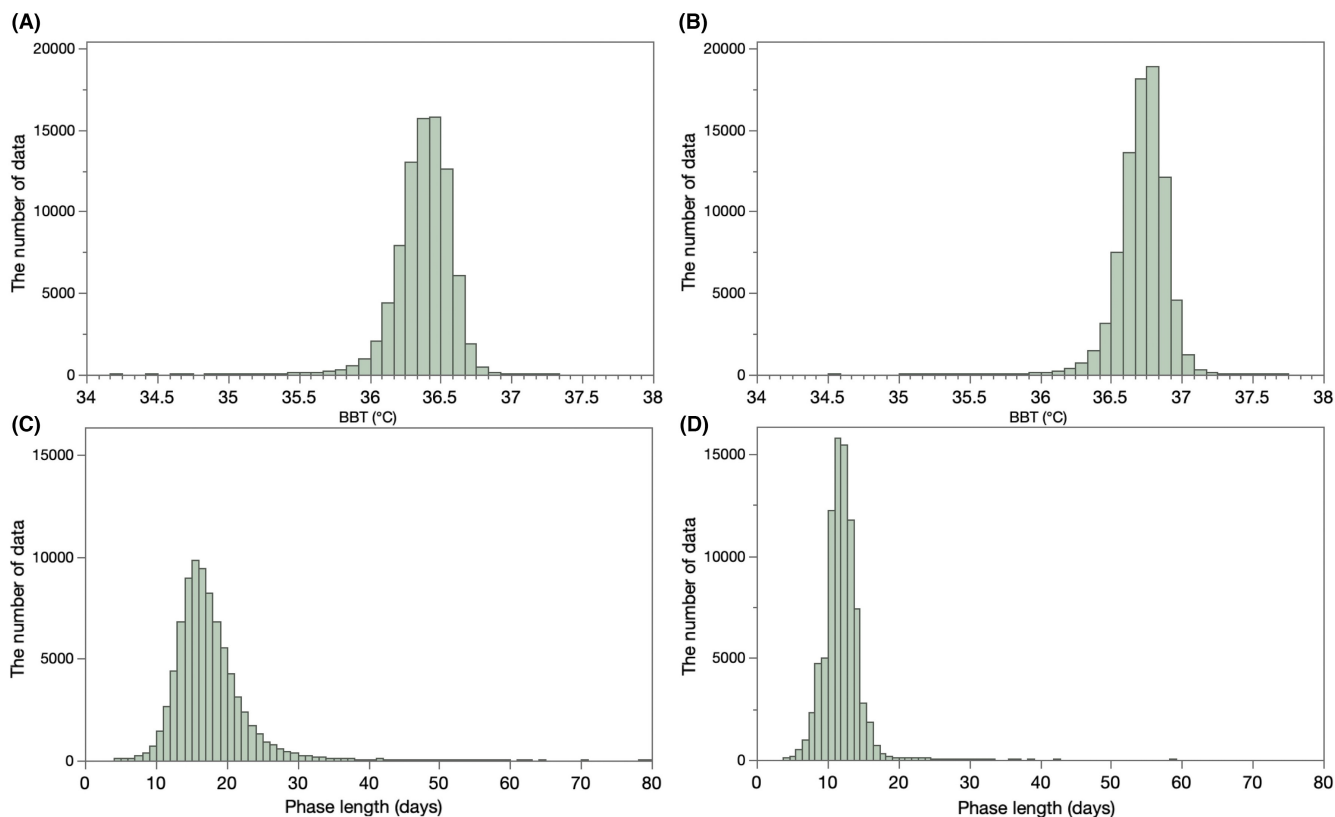 (A)
20000
15000
10000
5000
0
The number of data
34 34.5 35 35.5 36 36.5 37 37.5 38
BBT (°C)
(B)
20000
15000
10000
5000
0
The number of data
34 34.5 35 35.5 36 36.5 37 37.5 38
BBT (°C)
(C)
15000
10000
5000
0
The number of data
0 10 20 30 40 50 60 70 80
Phase length (days)
(D)
15000
10000
5000
0
The number of data
0 10 20 30 40 50 60 70 80
Phase length (days)